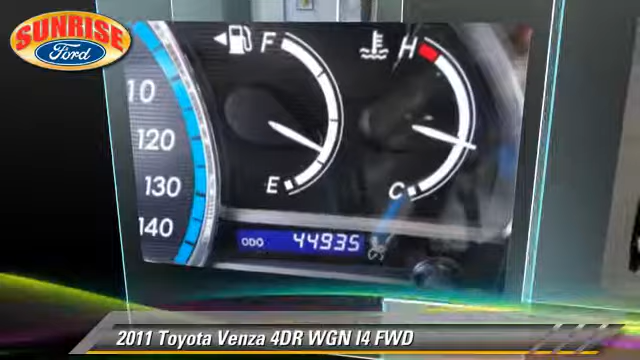 SUNRISE
Ford
F
H
E
C
10
120
130
140
ODO 44935
2011 Toyota Venza 4DR WGN I4 FWD